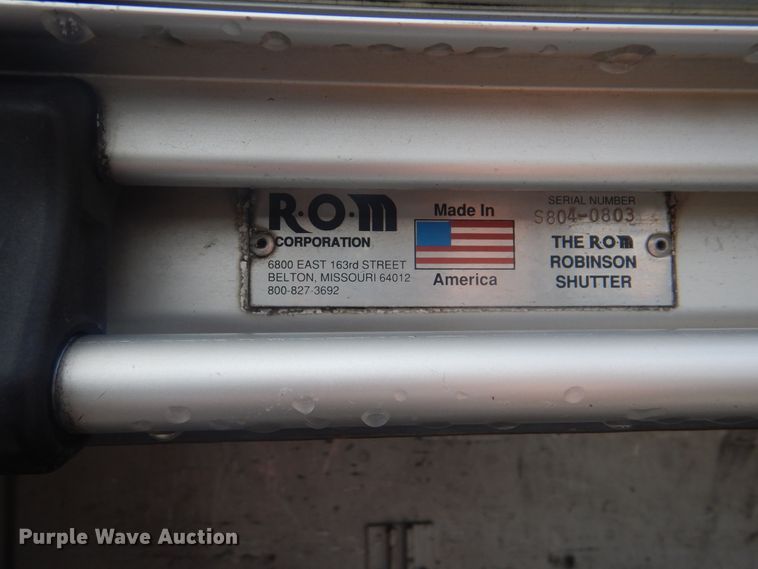 R·O·M
CORPORATION
6800 EAST 163rd STREET
BELTON, MISSOURI 64012
800-827-3692
Made In
America
SERIAL NUMBER
S804-0803
THE R·O·M
ROBINSON
SHUTTER
Purple Wave Auction